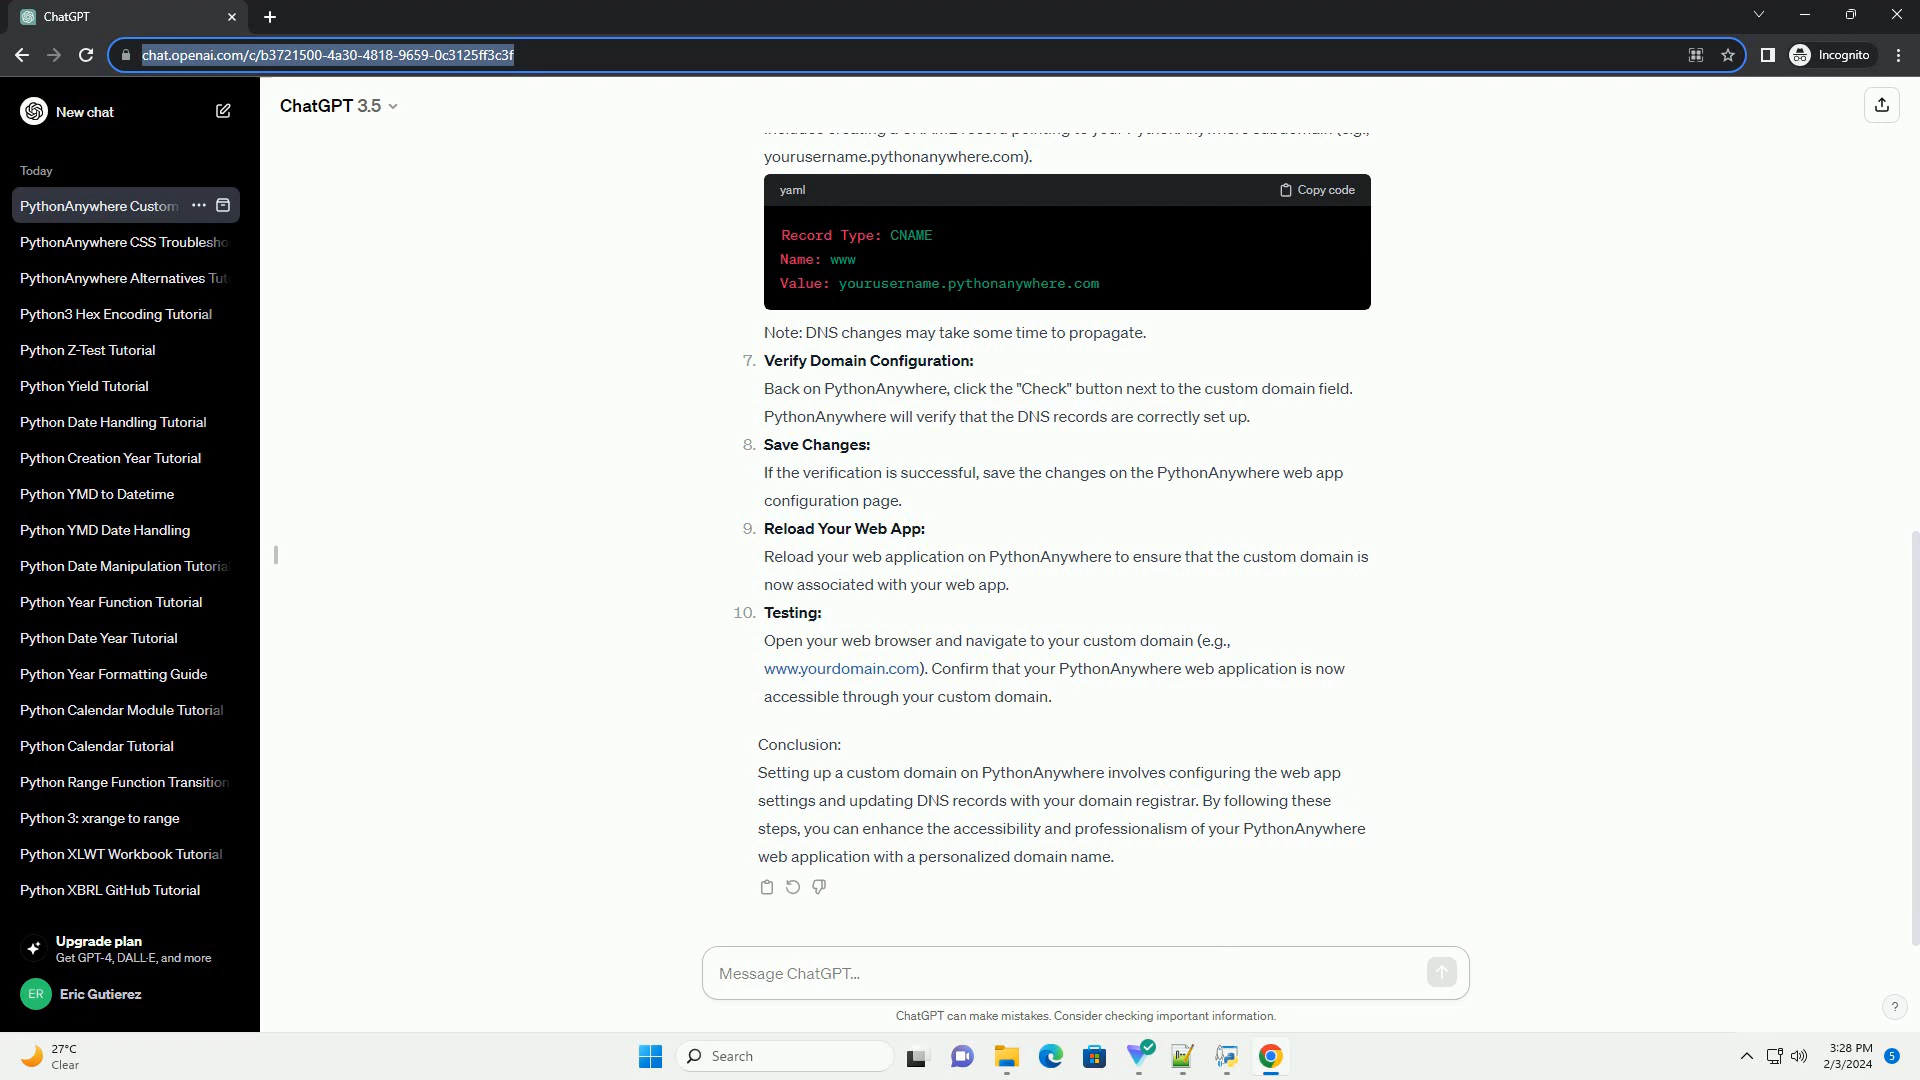 ChatGPT
chat.openai.com/c/b3721500-4a30-4818-9659-0c3125ff3c3f
Incognito
New chat
Today
PythonAnywhere Custom
PythonAnywhere CSS Troublesho
PythonAnywhere Alternatives Tut
Python3 Hex Encoding Tutorial
Python Z-Test Tutorial
Python Yield Tutorial
Python Date Handling Tutorial
Python Creation Year Tutorial
Python YMD to Datetime
Python YMD Date Handling
Python Date Manipulation Tutoria
Python Year Function Tutorial
Python Date Year Tutorial
Python Year Formatting Guide
Python Calendar Module Tutorial
Python Calendar Tutorial
Python Range Function Transition
Python 3: xrange to range
Python XLWT Workbook Tutorial
Python XBRL GitHub Tutorial
Upgrade plan
Get GPT-4, DALL·E, and more
ER
Eric Gutierez
ChatGPT 3.5
includes creating a CNAME record pointing to your PythonAnywhere subdomain (e.g.,
yourusername.pythonanywhere.com).
yaml
Copy code
Record Type: CNAME
Name: www
Value: yourusername.pythonanywhere.com
Note: DNS changes may take some time to propagate.
7. Verify Domain Configuration:
Back on PythonAnywhere, click the "Check" button next to the custom domain field.
PythonAnywhere will verify that the DNS records are correctly set up.
8. Save Changes:
If the verification is successful, save the changes on the PythonAnywhere web app
configuration page.
9. Reload Your Web App:
Reload your web application on PythonAnywhere to ensure that the custom domain is
now associated with your web app.
10. Testing:
Open your web browser and navigate to your custom domain (e.g.,
www.yourdomain.com). Confirm that your PythonAnywhere web application is now
accessible through your custom domain.
Conclusion:
Setting up a custom domain on PythonAnywhere involves configuring the web app
settings and updating DNS records with your domain registrar. By following these
steps, you can enhance the accessibility and professionalism of your PythonAnywhere
web application with a personalized domain name.
Message ChatGPT...
ChatGPT can make mistakes. Consider checking important information.
?
27°C
Clear
Search
3:28 PM
2/3/2024
5